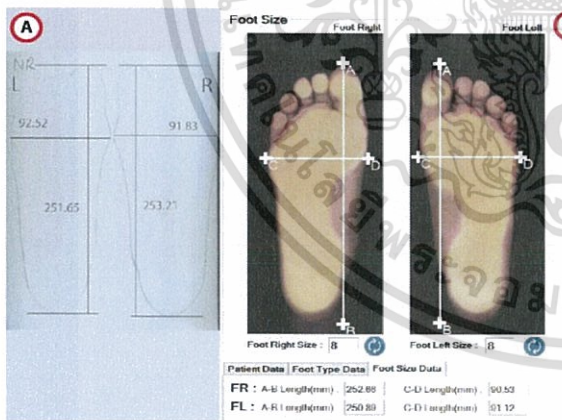 A
NR
L
R
92.52
91.83
251.65
253.21
Foot Size
Foot Right
Foot Left
A
A
C
D
C
D
B
B
Foot Right Size : 8
Foot Left Size : 8
Patient Data Foot Type Data Foot Size Data
FR : A-B Length(mm) : 252.68 C-D Length(mm) : 90.53
FL : A-B Length(mm) : 250.89 C-D Length(mm) : 91.12